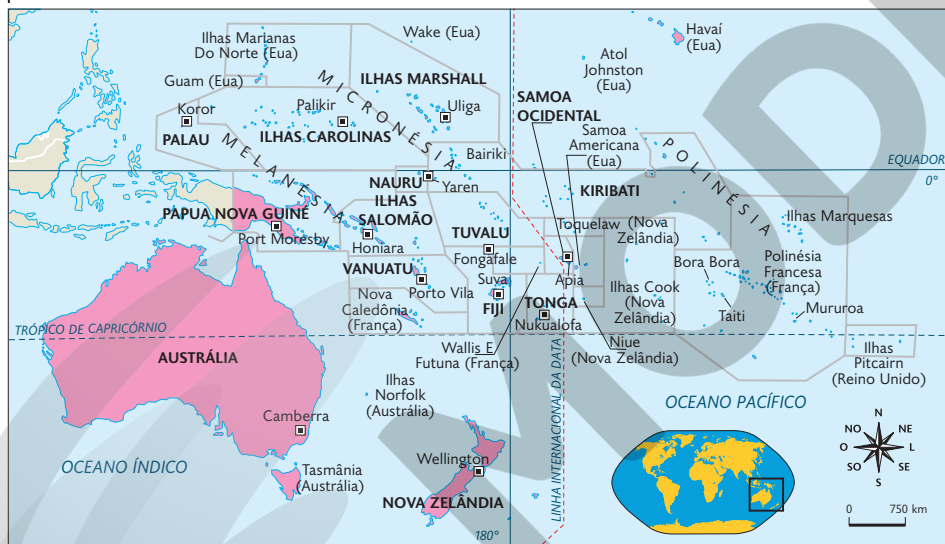 Ilhas Marianas
Do Norte (Eua)
Wake (Eua)
Havaí
(Eua)
Guam (Eua)
MICRONÉSIA
ILHAS MARSHALL
Atol
Johnston
(Eua)
Koror
Palikir
Uliga
SAMOA
OCIDENTAL
PALAU
ILHAS CAROLINAS
Samoa
Americana
(Eua)
MELANÉSIA
Bairiki
POLINÉSIA
EQUADOR
0°
NAURU
Yaren
KIRIBATI
PAPUA NOVA GUINÉ
Port Moresby
ILHAS
SALOMÃO
Honiara
TUVALU
Fongafale
Toquelaw (Nova
Zelândia)
Ilhas Marquesas
VANUATU
Porto Vila
Suva
FIJI
Apia
Bora Bora
Polinésia
Francesa
(França)
Nova
Caledônia
(França)
TONGA
Nukualofa
Ilhas Cook
(Nova
Zelândia)
Taiti
Mururoa
TRÓPICO DE CAPRICÓRNIO
Wallis E
Futuna (França)
Niue
(Nova Zelândia)
Ilhas
Pitcairn
(Reino Unido)
AUSTRÁLIA
Ilhas
Norfolk
(Austrália)
LINHA INTERNACIONAL DA DATA
OCEANO PACÍFICO
Camberra
OCEANO ÍNDICO
Tasmânia
(Austrália)
Wellington
NOVA ZELÂNDIA
180°
N
NO
NE
O
L
SO
SE
S
0
750 km
MOD